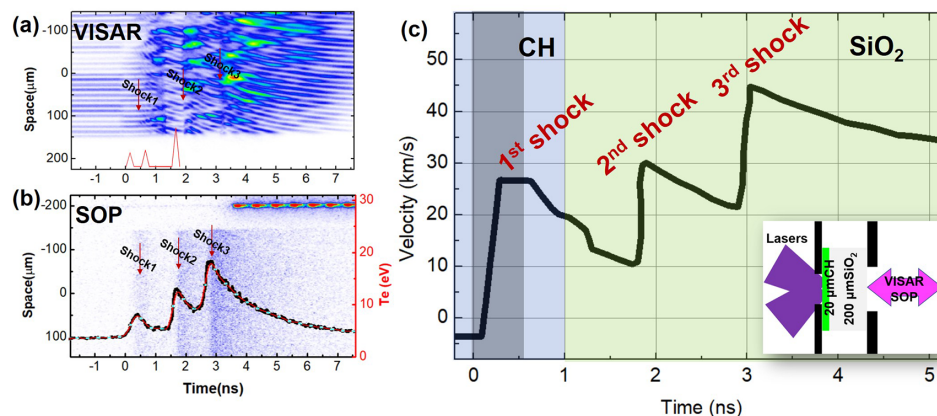 (a)
VISAR
Space(μm)
-100
0
100
200
Shock1
Shock2
Shock3
-1 0 1 2 3 4 5 6 7
(b)
SOP
Space(μm)
-200
-100
0
100
Shock1
Shock2
Shock3
30
20
10
0
Te (eV)
-1 0 1 2 3 4 5 6 7
Time(ns)
(c)
CH
SiO₂
1st shock
2nd shock
3rd shock
Velocity (km/s)
50
40
30
20
10
0
0 1 2 3 4 5
Time (ns)
Lasers
20 μmCH
200 μmSiO₂
VISAR
SOP